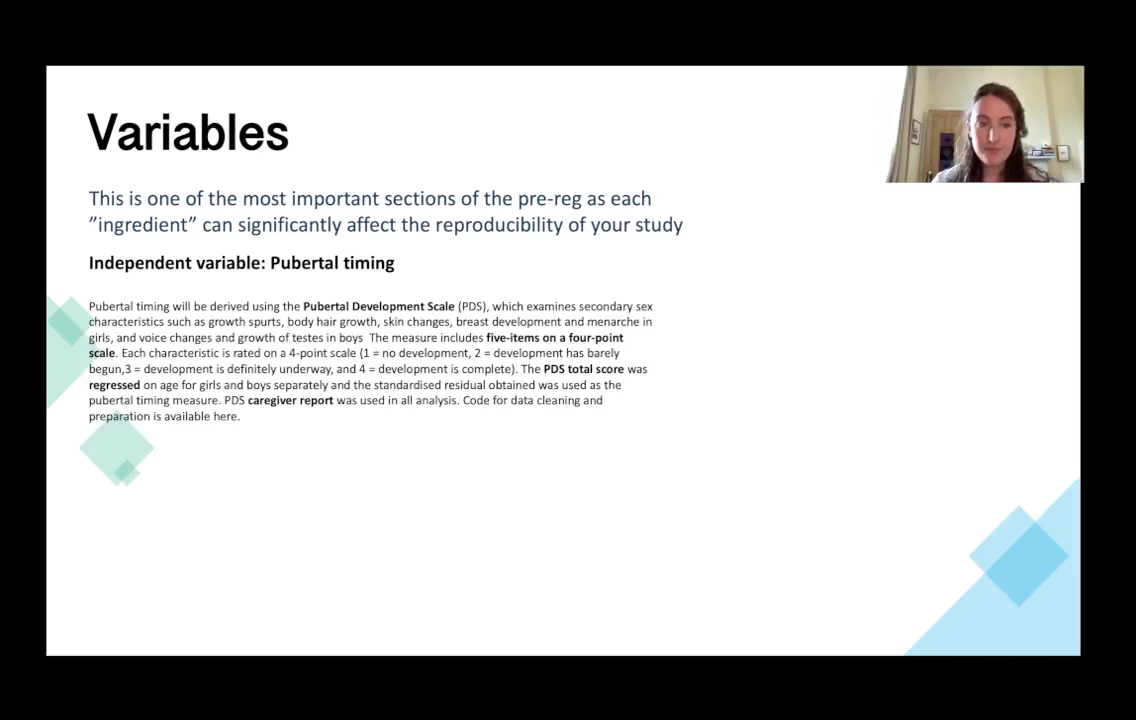 Variables
This is one of the most important sections of the pre-reg as each
”ingredient” can significantly affect the reproducibility of your study
Independent variable: Pubertal timing
Pubertal timing will be derived using the Pubertal Development Scale (PDS), which examines secondary sex
characteristics such as growth spurts, body hair growth, skin changes, breast development and menarche in
girls, and voice changes and growth of testes in boys  The measure includes five-items on a four-point
scale. Each characteristic is rated on a 4-point scale (1 = no development, 2 = development has barely
begun,3 = development is definitely underway, and 4 = development is complete). The PDS total score was
regressed on age for girls and boys separately and the standardised residual obtained was used as the
pubertal timing measure. PDS caregiver report was used in all analysis. Code for data cleaning and
preparation is available here.